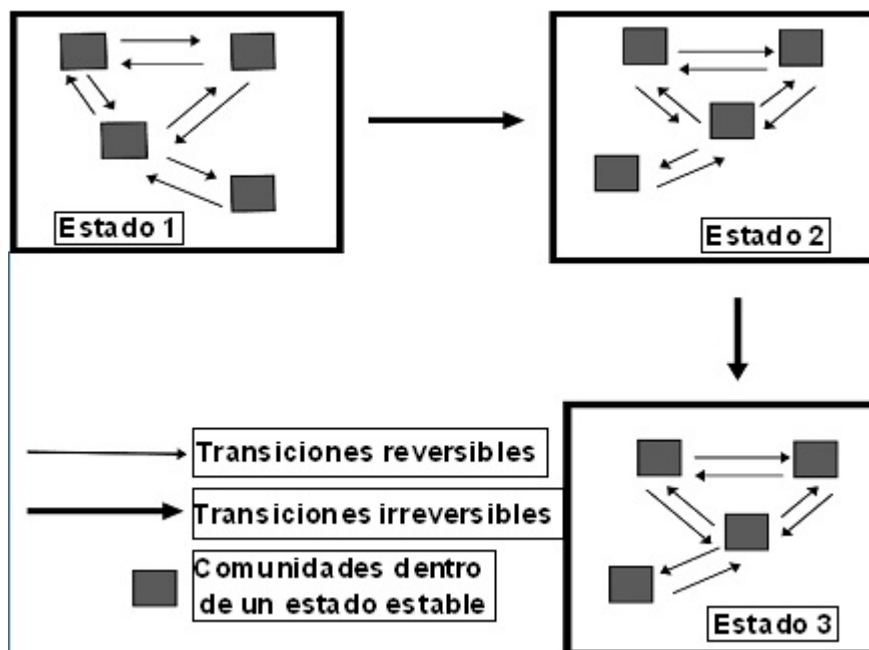 Estado 1
Estado 2
Transiciones reversibles
Transiciones irreversibles
Comunidades dentro
de un estado estable
Estado 3